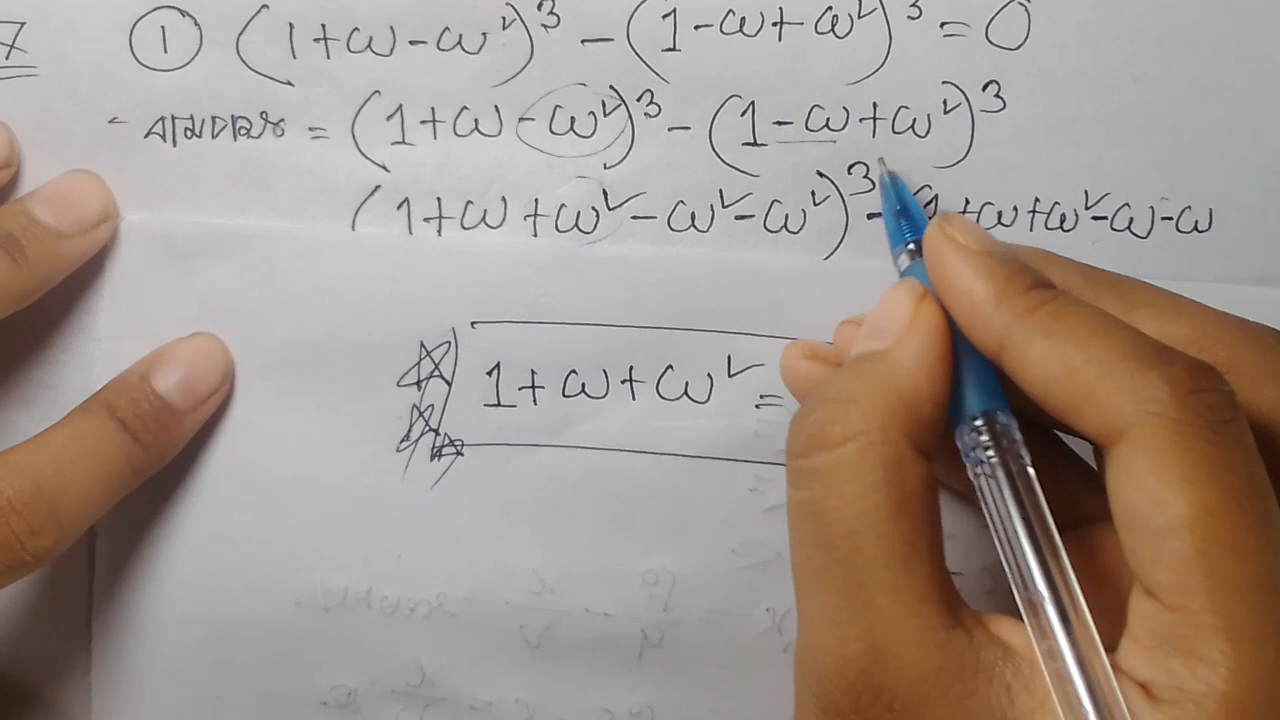 7 ① (1+ω-ω²)³ - (1-ω+ω²)³ = 0
= (1+ω-ω²)³ - (1-ω+ω²)³
(1+ω+ω²-ω²-ω²)³ - (1+ω+ω²-ω-ω
1+ω+ω² =